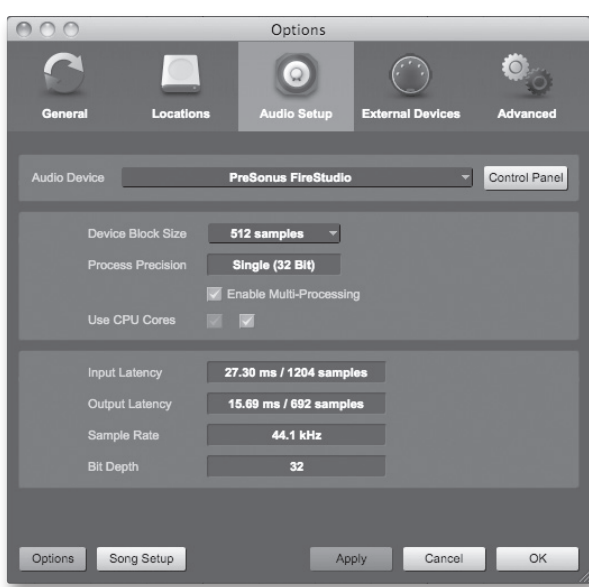 Options
General Locations Audio Setup External Devices Advanced
Audio Device PreSonus FireStudio Control Panel
Device Block Size 512 samples
Process Precision Single (32 Bit)
Enable Multi-Processing
Use CPU Cores
Input Latency 27.30 ms / 1204 samples
Output Latency 15.69 ms / 692 samples
Sample Rate 44.1 kHz
Bit Depth 32
Options Song Setup Apply Cancel OK